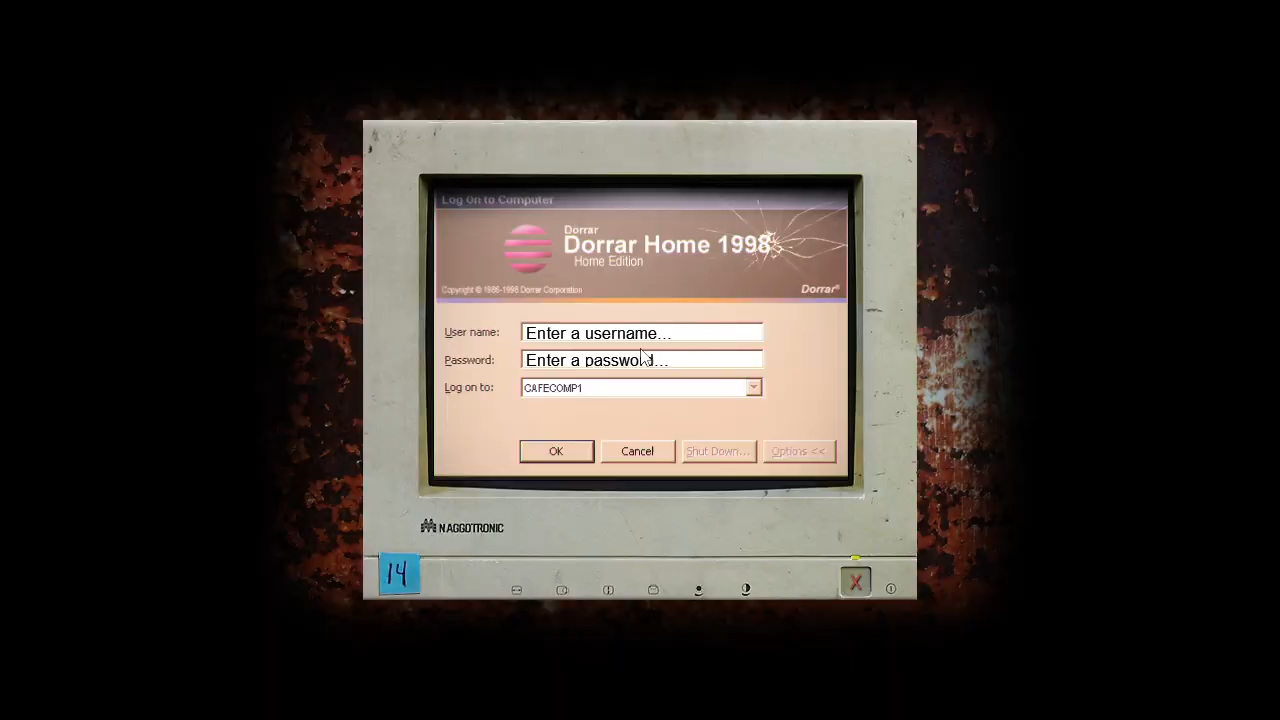 Log On to Computer
Dorrar
Dorrar Home 1998
Home Edition
Copyright © 1986-1998 Dorrar Corporation
Dorrar®
User name: Enter a username...
Password: Enter a password...
Log on to: CAFECOMP1
OK Cancel Shut Down... Options <<
NAGGOTRONIC
14
X